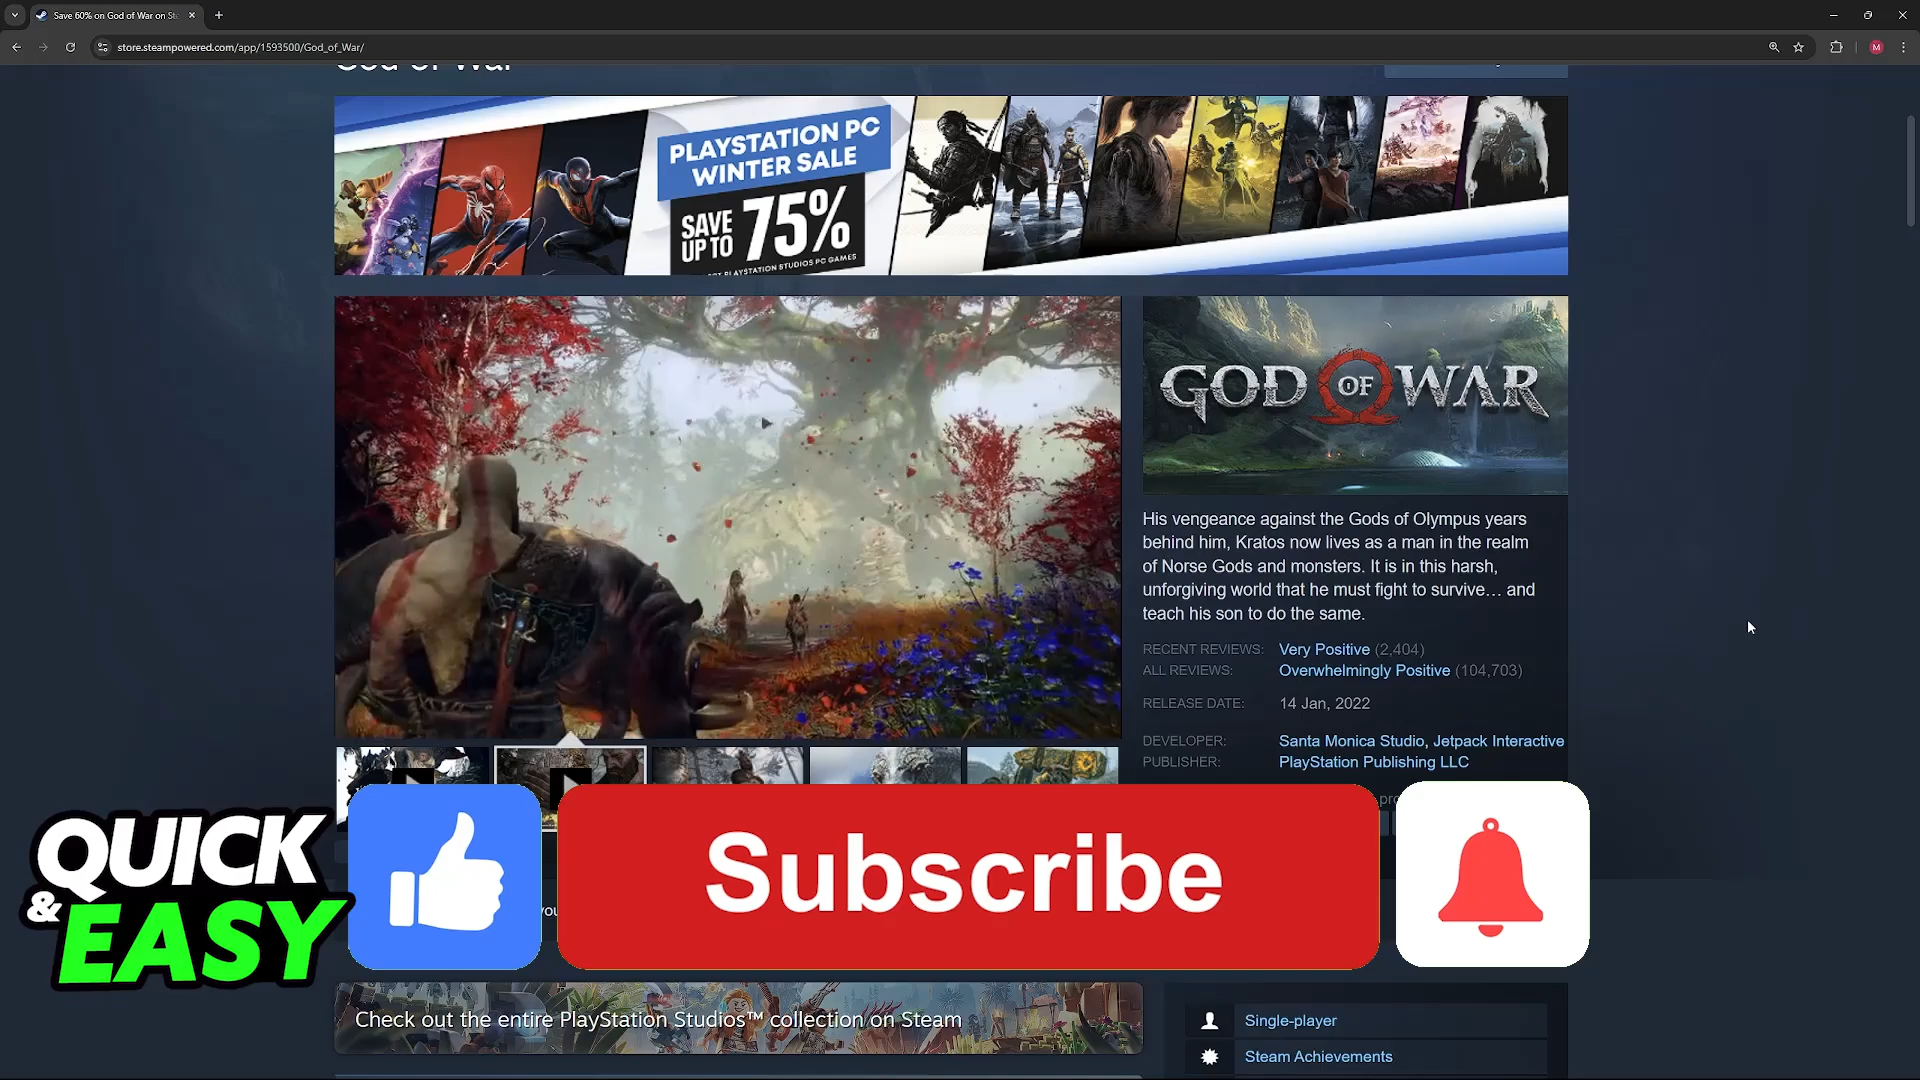 Save 60% on God of War on St
store.steampowered.com/app/1593500/God_of_War/
M
God of War
PLAYSTATION PC
WINTER SALE
SAVE
UP TO
75%
PLAYSTATION STUDIOS PC GAMES
GOD OF WAR
His vengeance against the Gods of Olympus years
behind him, Kratos now lives as a man in the realm
of Norse Gods and monsters. It is in this harsh,
unforgiving world that he must fight to survive… and
teach his son to do the same.
RECENT REVIEWS: Very Positive (2,404)
ALL REVIEWS: Overwhelmingly Positive (104,703)
RELEASE DATE: 14 Jan, 2022
DEVELOPER: Santa Monica Studio, Jetpack Interactive
PUBLISHER: PlayStation Publishing LLC
QUICK
& EASY
Subscribe
Check out the entire PlayStation Studios™ collection on Steam
Single-player
Steam Achievements